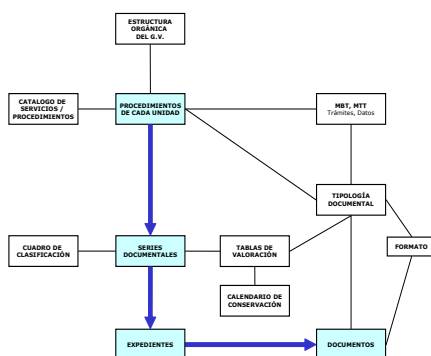 ESTRUCTURA
ORGÁNICA
DEL G.V.
CATALOGO DE
SERVICIOS /
PROCEDIMIENTOS
PROCEDIMIENTOS
DE CADA UNIDAD
MBT, MTT
Trámites, Datos
TIPOLOGÍA
DOCUMENTAL
CUADRO DE
CLASIFICACIÓN
SERIES
DOCUMENTALES
TABLAS DE
VALORACIÓN
FORMATO
CALENDARIO DE
CONSERVACIÓN
EXPEDIENTES
DOCUMENTOS